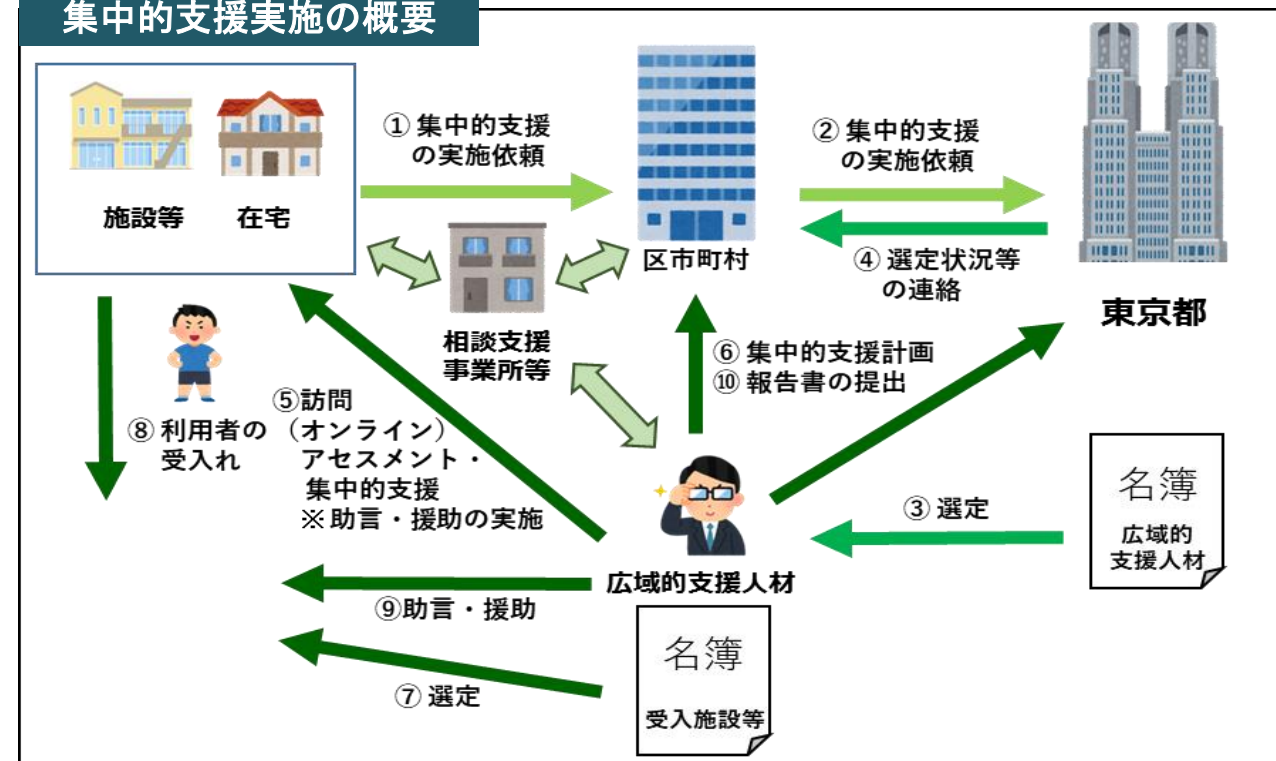 集中的支援実施の概要
施設等
在宅
① 集中的支援
の実施依頼
区市町村
② 集中的支援
の実施依頼
④ 選定状況等
の連絡
東京都
相談支援
事業所等
⑥ 集中的支援計画
⑩ 報告書の提出
⑧ 利用者の
受入れ
⑤訪問
（オンライン）
アセスメント・
集中的支援
※ 助言・援助の実施
③ 選定
名簿
広域的
支援人材
広域的支援人材
⑨助言・援助
⑦ 選定
名簿
受入施設等